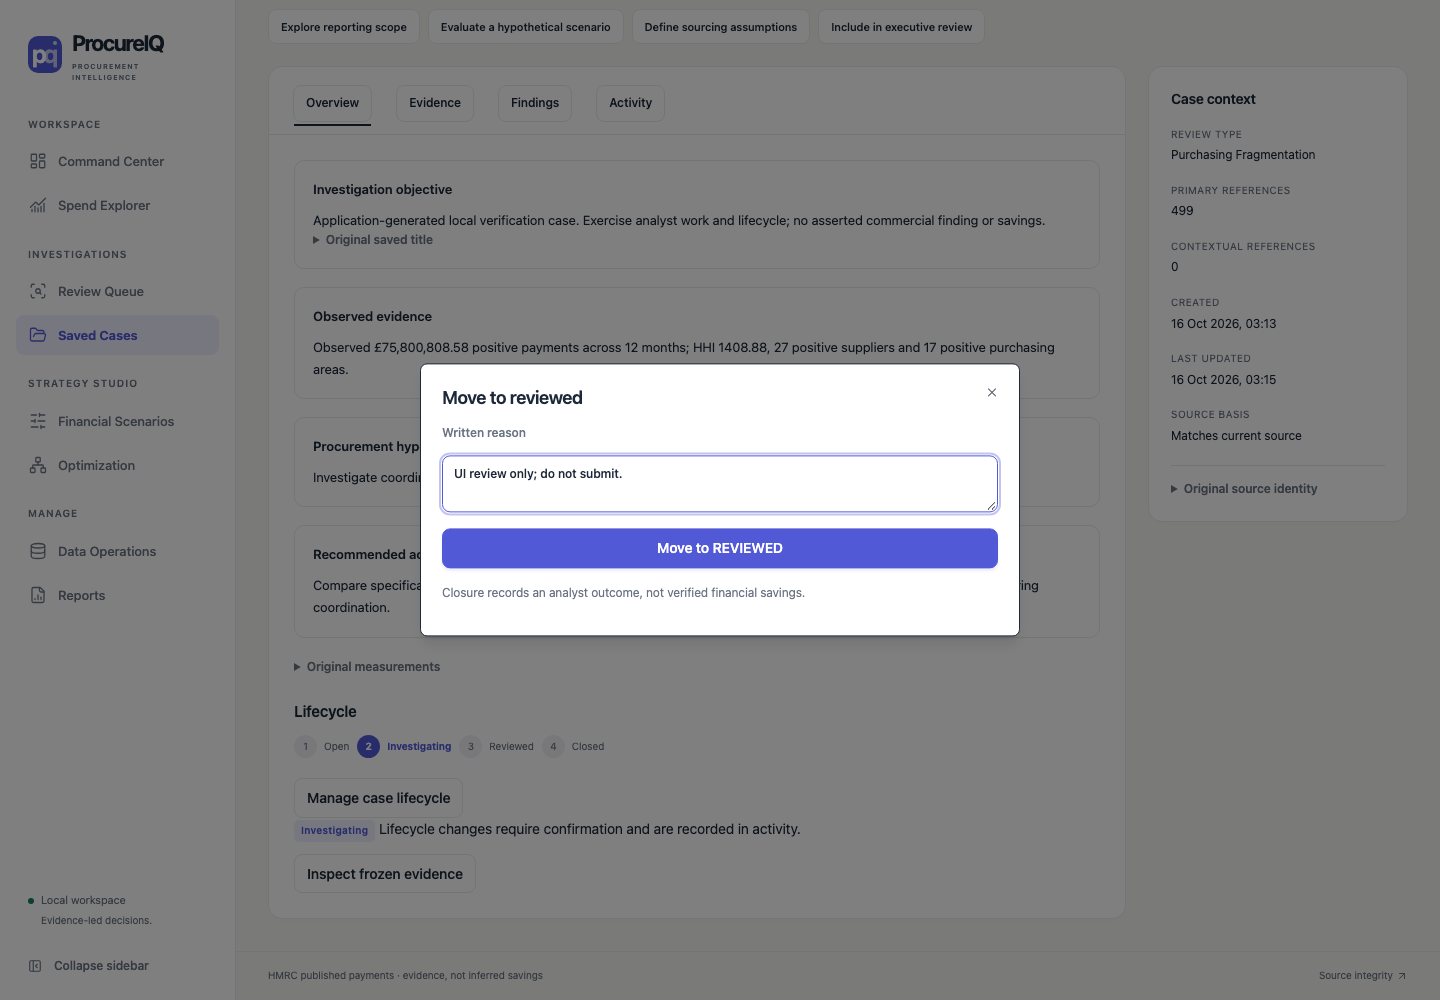 ProcureIQ
PROCUREMENT
INTELLIGENCE
WORKSPACE
Command Center
Spend Explorer
INVESTIGATIONS
Review Queue
Saved Cases
STRATEGY STUDIO
Financial Scenarios
Optimization
MANAGE
Data Operations
Reports
Local workspace
Evidence-led decisions.
Collapse sidebar
Explore reporting scope
Evaluate a hypothetical scenario
Define sourcing assumptions
Include in executive review
Overview
Evidence
Findings
Activity
Investigation objective
Application-generated local verification case. Exercise analyst work and lifecycle; no asserted commercial finding or savings.
Original saved title
Observed evidence
Observed £75,800,808.58 positive payments across 12 months; HHI 1408.88, 27 positive suppliers and 17 positive purchasing
areas.
Procurement hyp
Investigate coordi
Recommended ac
Compare specifica
ing
coordination.
Move to reviewed
Written reason
UI review only; do not submit.
Move to REVIEWED
Closure records an analyst outcome, not verified financial savings.
Original measurements
Lifecycle
1 Open 2 Investigating 3 Reviewed 4 Closed
Manage case lifecycle
Investigating Lifecycle changes require confirmation and are recorded in activity.
Inspect frozen evidence
Case context
REVIEW TYPE
Purchasing Fragmentation
PRIMARY REFERENCES
499
CONTEXTUAL REFERENCES
0
CREATED
16 Oct 2026, 03:13
LAST UPDATED
16 Oct 2026, 03:15
SOURCE BASIS
Matches current source
Original source identity
HMRC published payments · evidence, not inferred savings
Source integrity